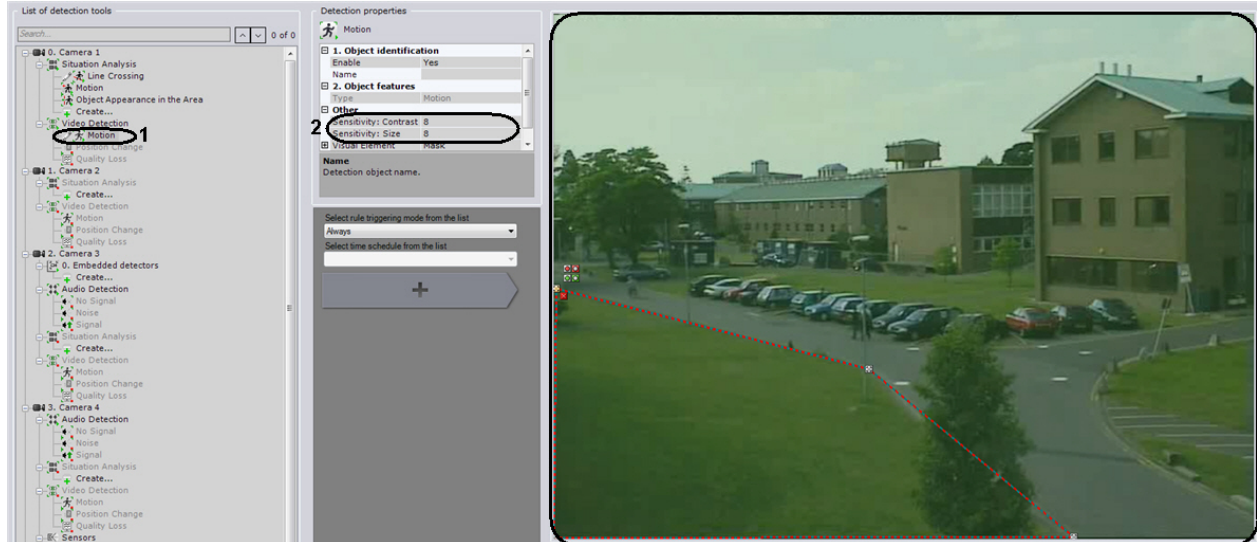 List of detection tools
Search...
0 of 0
0. Camera 1
Situation Analysis
Line Crossing
Motion
Object Appearance in the Area
Create...
Video Detection
Motion
1
Position Change
Quality Loss
1. Camera 2
Situation Analysis
Create...
Video Detection
Motion
Position Change
Quality Loss
2. Camera 3
0. Embedded detectors
Create...
Audio Detection
No Signal
Noise
Signal
Situation Analysis
Create...
Video Detection
Motion
Position Change
Quality Loss
3. Camera 4
Audio Detection
No Signal
Noise
Signal
Situation Analysis
Create...
Video Detection
Motion
Position Change
Quality Loss
Sensors
Detection properties
Motion
1. Object identification
Enable Yes
Name
2. Object features
Type Motion
Other
2
Sensitivity: Contrast 8
Sensitivity: Size 8
Visual Element Mask
Name
Detection object name.
Select rule triggering mode from the list
Always
Select time schedule from the list